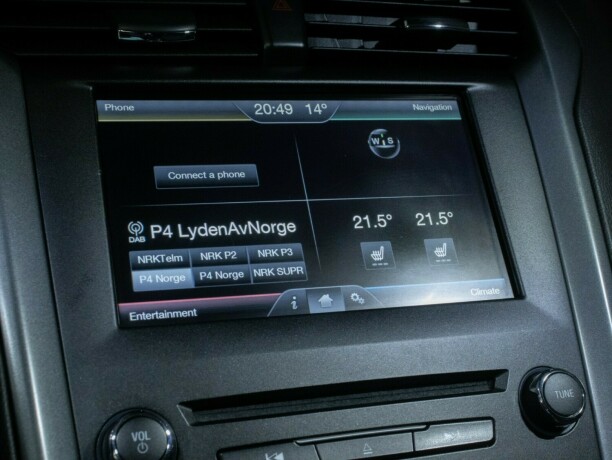 Phone
20:49 14°
Navigation
W S
Connect a phone
DAB
P4 LydenAvNorge
21.5° 21.5°
NRKTelm NRK P2 NRK P3
P4 Norge P4 Norge NRK SUPR
i
Entertainment
Climate
VOL
TUNE